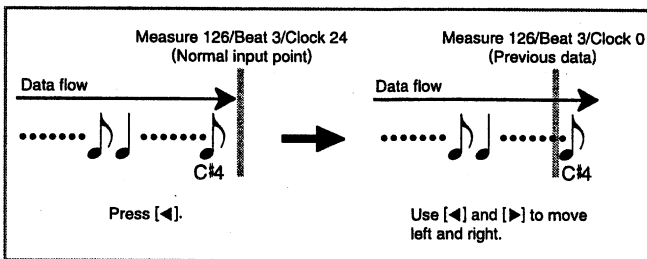 Measure 126/Beat 3/Clock 24
(Normal input point)
Data flow
C#4
Press [◀].
Measure 126/Beat 3/Clock 0
(Previous data)
Data flow
C#4
Use [◀] and [▶] to move
left and right.